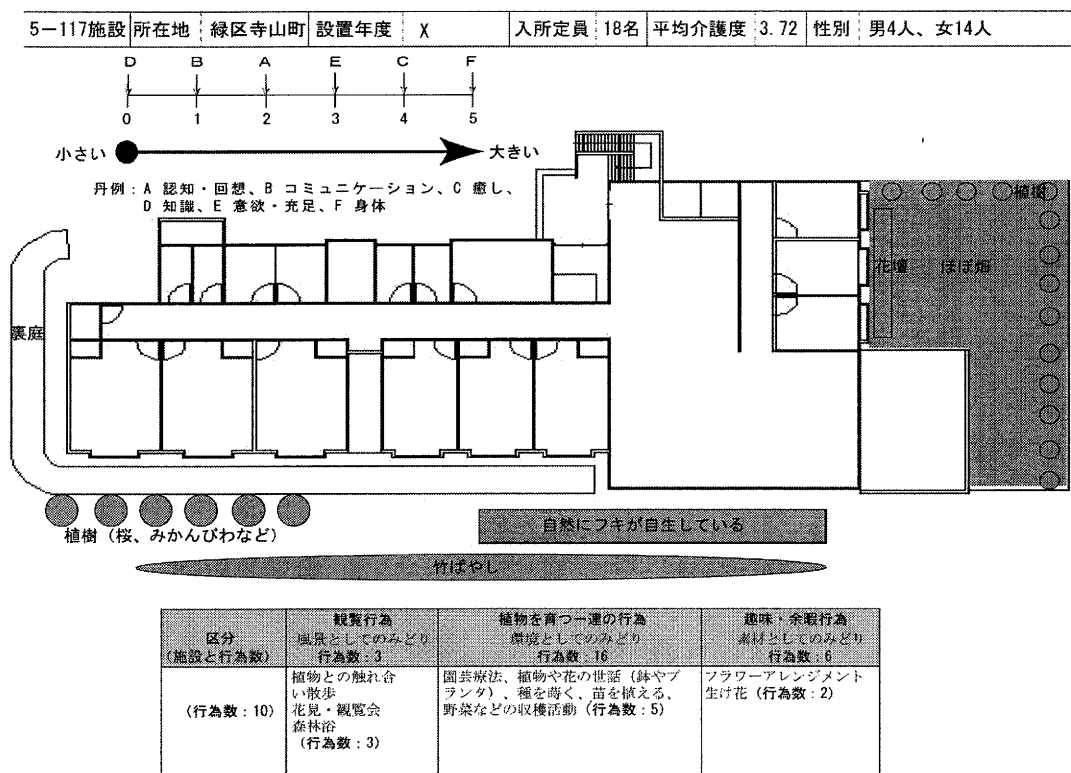 5-117施設 所在地 緑区寺山町 設置年度 X 入所定員 18名 平均介護度 3.72 性別 男4人、女14人
D B A E C F
0 1 2 3 4 5
小さい 大きい
丹例：A 認知・回想、B コミュニケーション、C 癒し、
D 知識、E 意欲・充足、F 身体
植樹
花壇 ほぼ畑
裏庭
植樹（桜、みかんびわなど）
自然にフキが自生している
竹ばやし
区分
（施設と行為数）
観覧行為
風景としてのみどり
行為数：3
植物を育つ一連の行為
環境としてのみどり
行為数：16
趣味・余暇行為
素材としてのみどり
行為数：6
（行為数：10）
植物との触れ合
い散歩
花見・観覧会
森林浴
（行為数：3）
園芸療法、植物や花の世話（鉢やプ
ランタ）、種を蒔く、苗を植える、
野菜などの収穫活動（行為数：5）
フラワーアレンジメント
生け花（行為数：2）